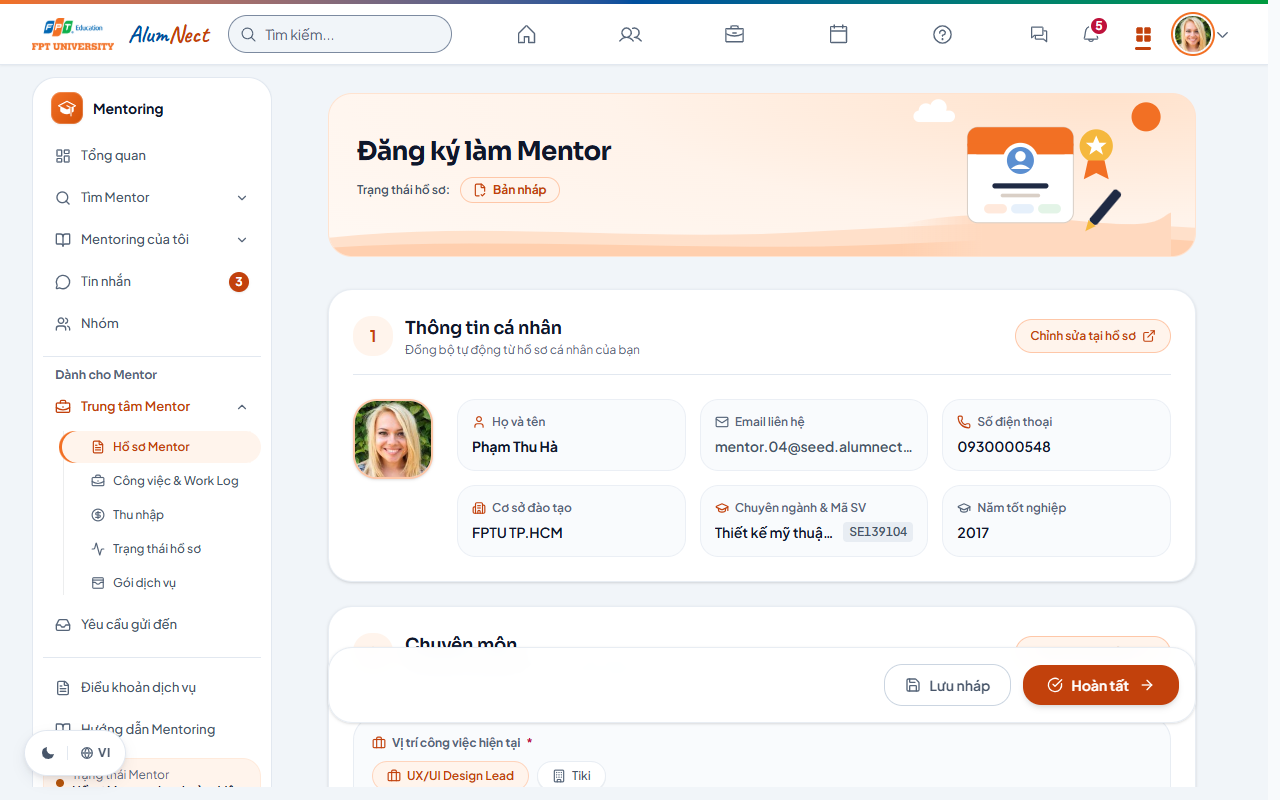 FPT Education
FPT UNIVERSITY
AlumNect
Tìm kiếm...
5
Mentoring
Tổng quan
Tìm Mentor
Mentoring của tôi
Tin nhắn
3
Nhóm
Dành cho Mentor
Trung tâm Mentor
Hồ sơ Mentor
Công việc & Work Log
Thu nhập
Trạng thái hồ sơ
Gói dịch vụ
Yêu cầu gửi đến
Điều khoản dịch vụ
Hướng dẫn Mentoring
VI
Trạng thái Mentor
Đăng ký làm Mentor
Trạng thái hồ sơ:
Bản nháp
1
Thông tin cá nhân
Đồng bộ tự động từ hồ sơ cá nhân của bạn
Chỉnh sửa tại hồ sơ
Họ và tên
Phạm Thu Hà
Email liên hệ
mentor.04@seed.alumnect...
Số điện thoại
0930000548
Cơ sở đào tạo
FPTU TP.HCM
Chuyên ngành & Mã SV
Thiết kế mỹ thuậ... SE139104
Năm tốt nghiệp
2017
Chuyên môn
Lưu nháp
Hoàn tất
Vị trí công việc hiện tại *
UX/UI Design Lead
Tiki